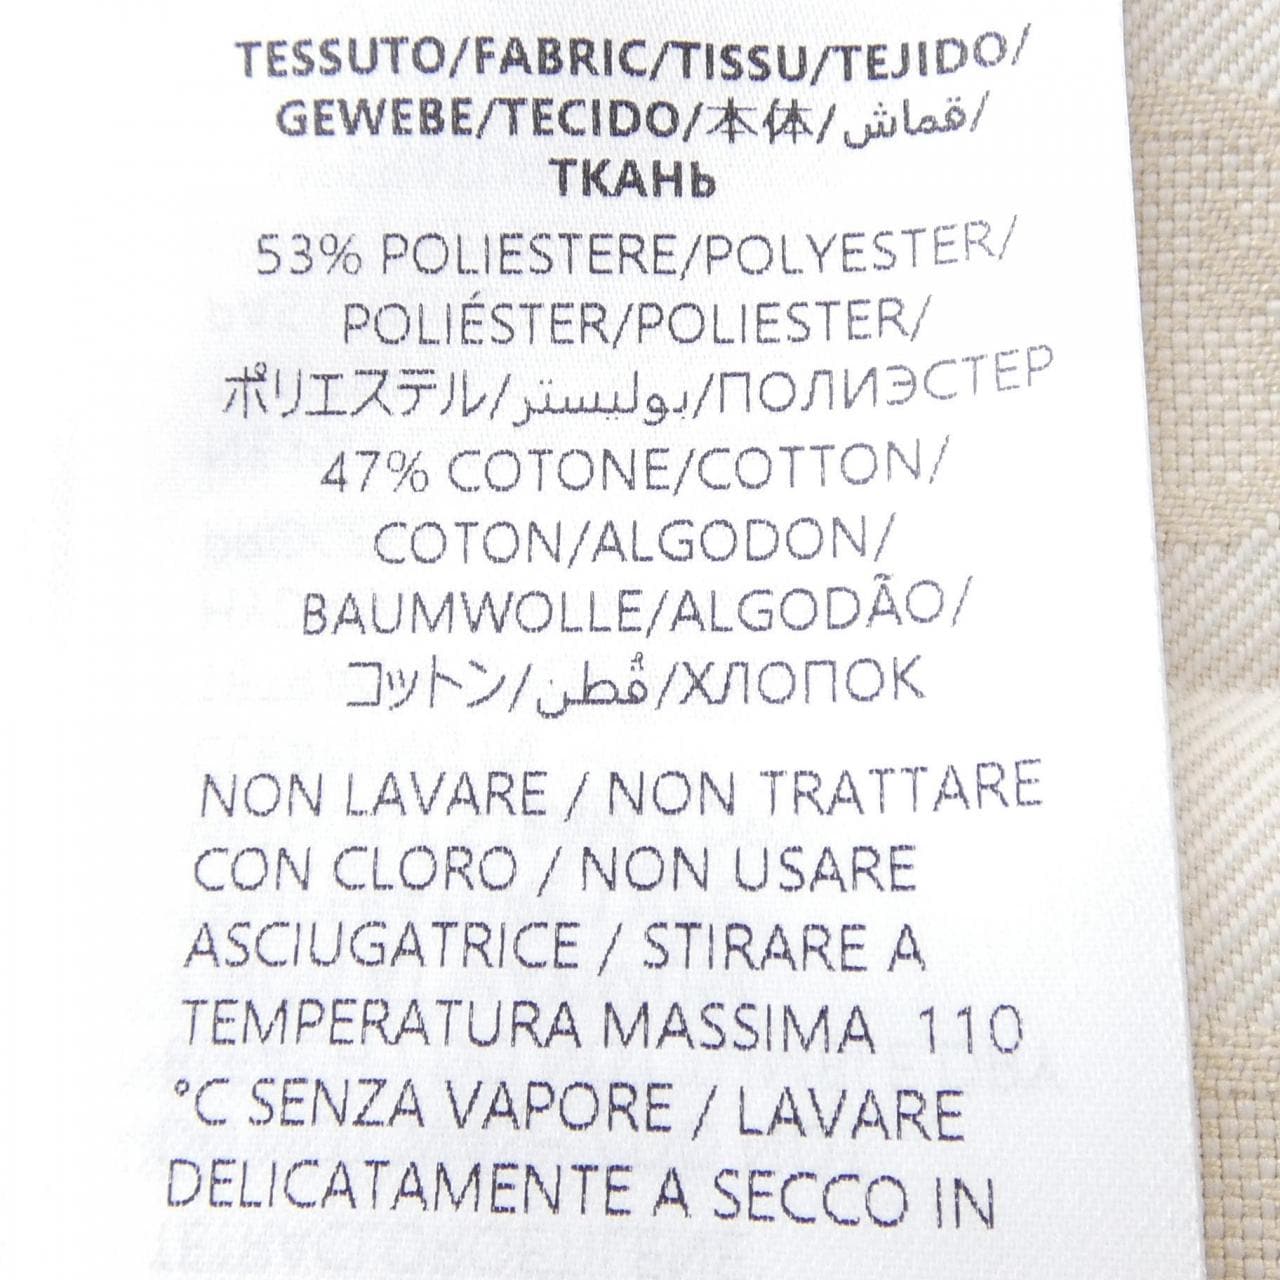 TESSUTO/FABRIC/TISSU/TEJIDO/
GEWEBE/TECIDO/本体/قماش/
ТКАНЬ
53% POLIESTERE/POLYESTER/
POLIÉSTER/POLIESTER/
ポリエステル/بوليستر/ПОЛИЭСТЕР
47% COTONE/COTTON/
COTON/ALGODON/
BAUMWOLLE/ALGODÃO/
コットン/قُطن/ХЛОПОК
NON LAVARE / NON TRATTARE
CON CLORO / NON USARE
ASCIUGATRICE / STIRARE A
TEMPERATURA MASSIMA 110
°C SENZA VAPORE / LAVARE
DELICATAMENTE A SECCO IN